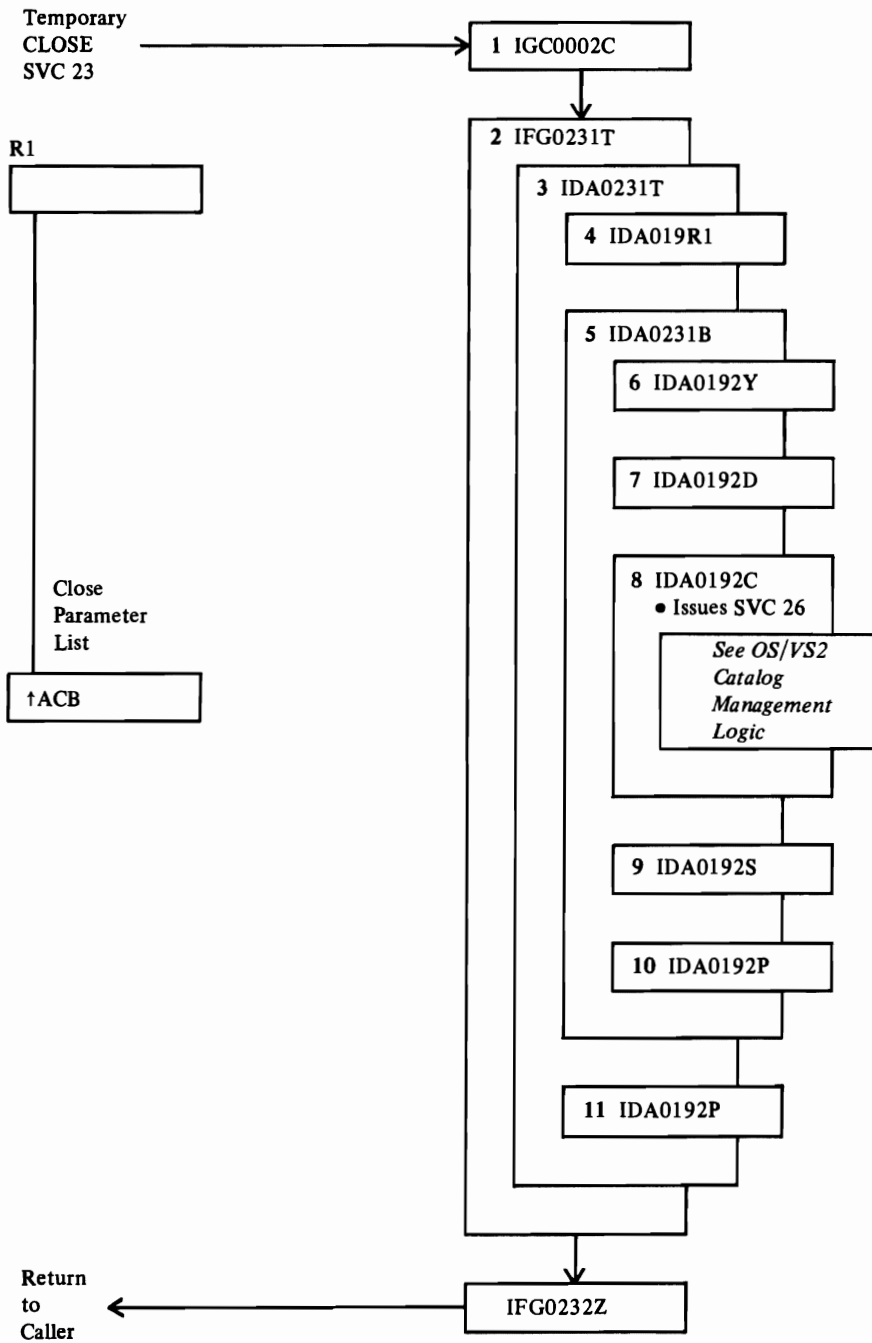 Temporary
CLOSE
SVC 23
1 IGC0002C
2 IFG0231T
R1
3 IDA0231T
4 IDA019R1
5 IDA0231B
6 IDA0192Y
7 IDA0192D
8 IDA0192C
• Issues SVC 26
See OS/VS2
Catalog
Management
Logic
Close
Parameter
List
↑ACB
9 IDA0192S
10 IDA0192P
11 IDA0192P
Return
to
Caller
IFG0232Z